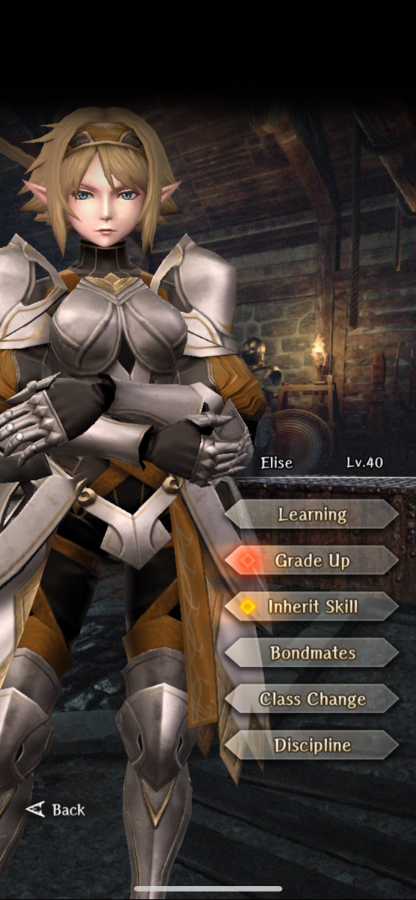 Elise Lv.40
Learning
Grade Up
Inherit Skill
Bondmates
Class Change
Discipline
Back